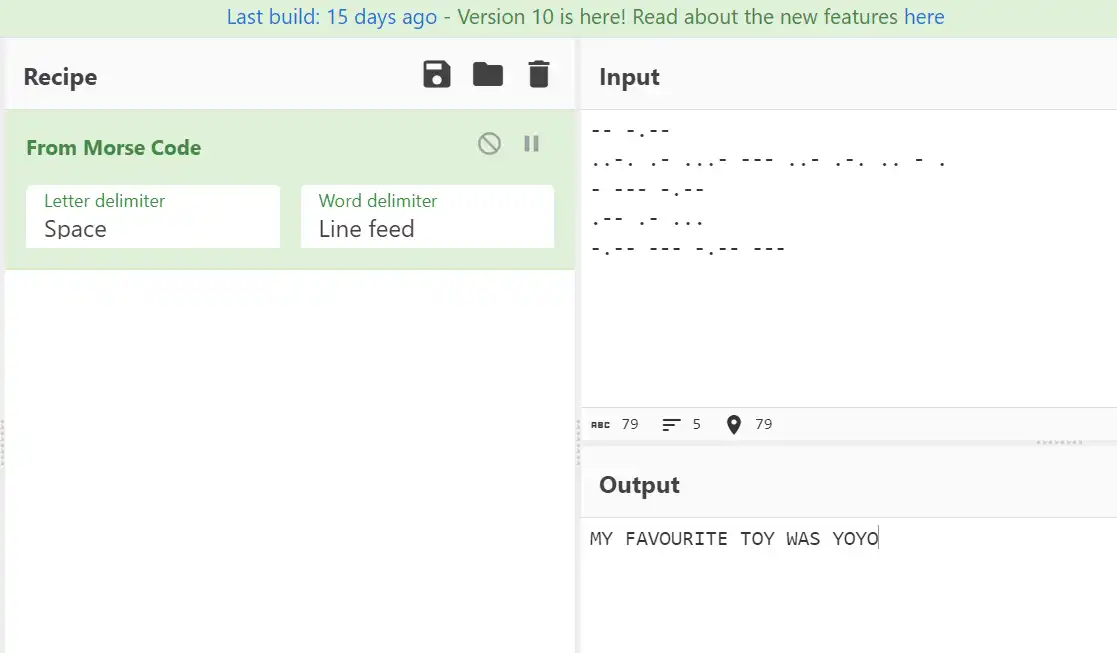 Last build: 15 days ago - Version 10 is here! Read about the new features here
Recipe
From Morse Code
Letter delimiter
Space
Word delimiter
Line feed
Input
-- -.--
..-. .- ...- --- ..- .-. .. - .
- --- -.--
.-- .- ...
-.-- --- -.-- ---
ABC 79 5 79
Output
MY FAVOURITE TOY WAS YOYO